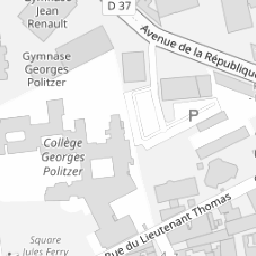 Gymnase
Jean
Renault
D 37
Avenue de la République
Gymnase
Georges
Politzer
P
Collège
Georges
Politzer
Rue du Lieutenant Thomas
Square
Jules Ferry